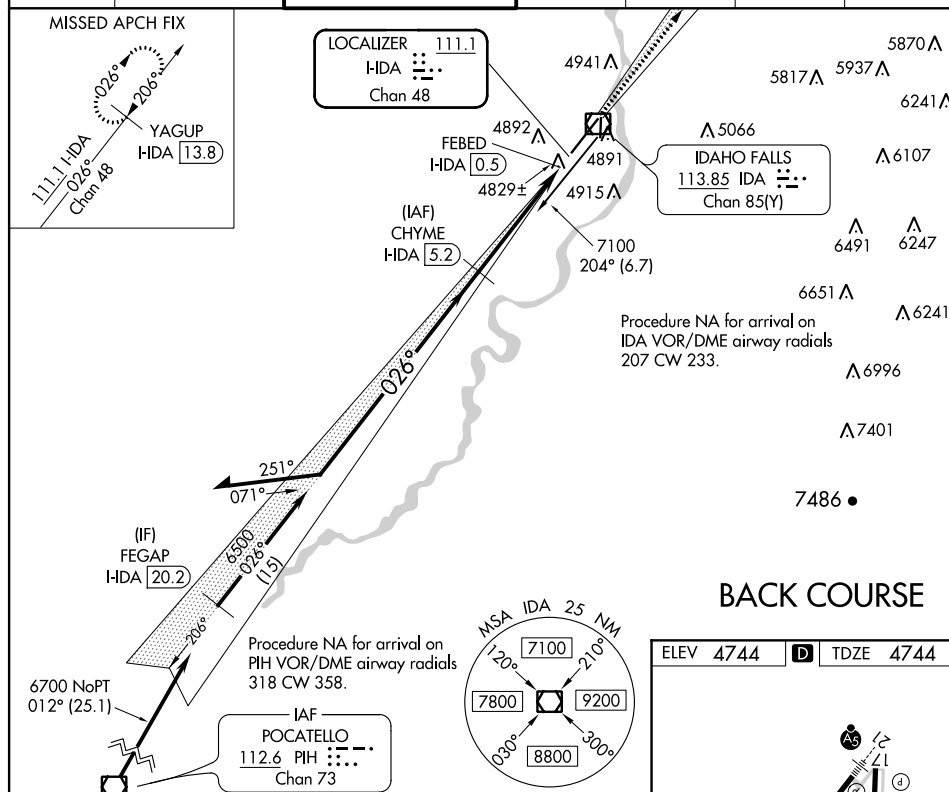 MISSED APCH FIX
026°
206°
111.1 I-IDA
026°
Chan 48
YAGUP
I-IDA 13.8
LOCALIZER 111.1
I-IDA
Chan 48
4941
5870
5817
5937
6241
4892
5066
FEBED
I-IDA 0.5
4829±
4891
4915
IDAHO FALLS
113.85 IDA
Chan 85(Y)
6107
(IAF)
CHYME
I-IDA 5.2
7100
204° (6.7)
6491
6247
6651
6241
Procedure NA for arrival on
IDA VOR/DME airway radials
207 CW 233.
026°
6996
7401
251°
071°
7486
(IF)
FEGAP
I-IDA 20.2
6500
026°
(15)
206°
BACK COURSE
Procedure NA for arrival on
PIH VOR/DME airway radials
318 CW 358.
6700 NoPT
012° (25.1)
IAF
POCATELLO
112.6 PIH
Chan 73
MSA IDA 25 NM
120°
7100
210°
7800
9200
030°
8800
300°
ELEV 4744 D TDZE 4744
A5
21
17
P